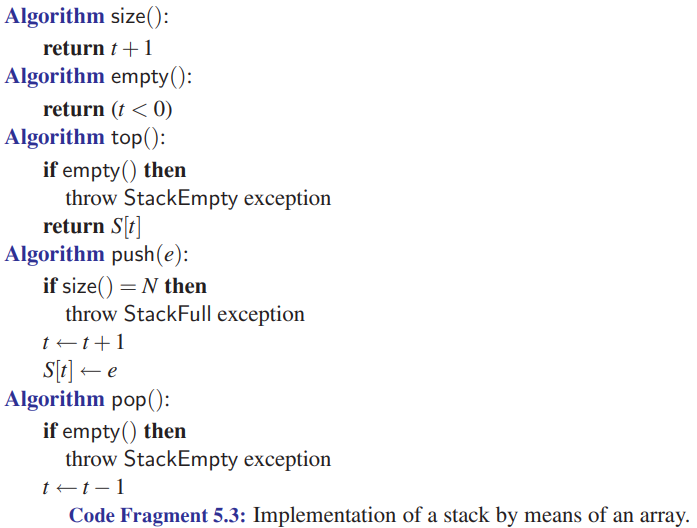 Algorithm size():
return t + 1
Algorithm empty():
return (t < 0)
Algorithm top():
if empty() then
throw StackEmpty exception
return S[t]
Algorithm push(e):
if size() = N then
throw StackFull exception
t ← t + 1
S[t] ← e
Algorithm pop():
if empty() then
throw StackEmpty exception
t ← t − 1
Code Fragment 5.3: Implementation of a stack by means of an array.